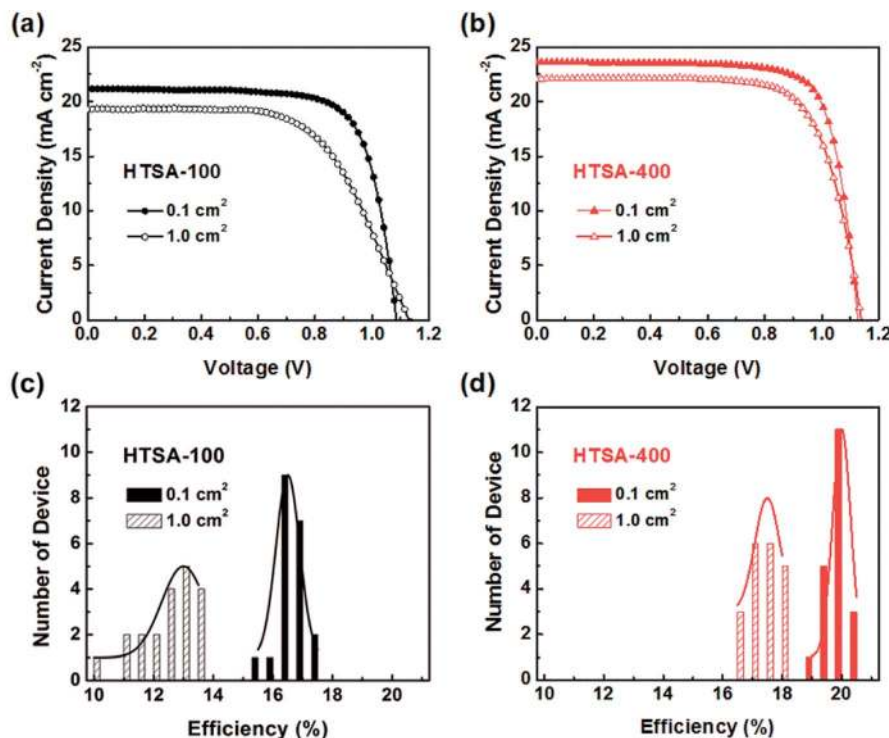 (a)
25
20
15
10
5
0
Current Density (mA cm⁻²)
HTSA-100
0.1 cm²
1.0 cm²
0.0 0.2 0.4 0.6 0.8 1.0 1.2
Voltage (V)
(b)
25
20
15
10
5
0
Current Density (mA cm⁻²)
HTSA-400
0.1 cm²
1.0 cm²
0.0 0.2 0.4 0.6 0.8 1.0 1.2
Voltage (V)
(c)
12
10
8
6
4
2
0
Number of Device
HTSA-100
0.1 cm²
1.0 cm²
10 12 14 16 18 20
Efficiency (%)
(d)
12
10
8
6
4
2
0
Number of Device
HTSA-400
0.1 cm²
1.0 cm²
10 12 14 16 18 20
Efficiency (%)